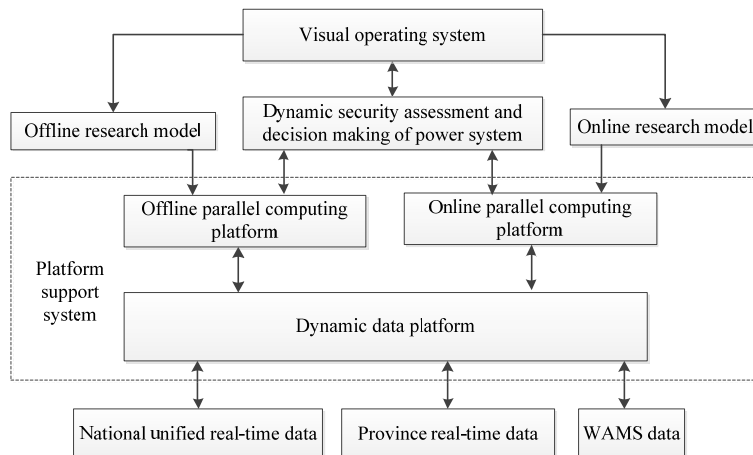 Visual operating system
Dynamic security assessment and
decision making of power system
Offline research model
Online research model
Offline parallel computing
platform
Online parallel computing
platform
Platform
support
system
Dynamic data platform
National unified real-time data
Province real-time data
WAMS data